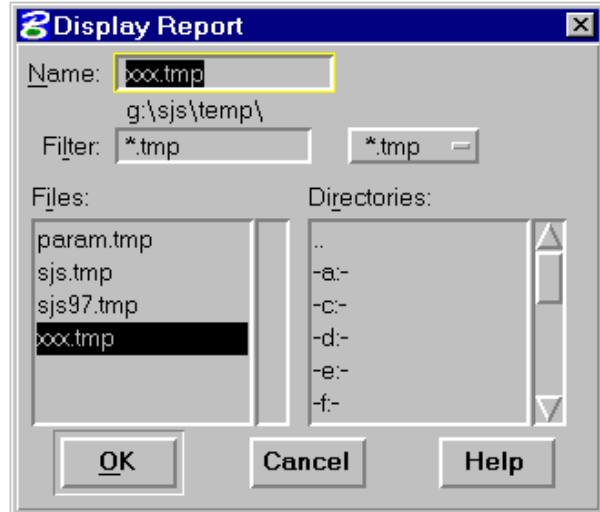 Display Report
Name: xxx.tmp
g:\sjs\temp\
Filter: *.tmp *.tmp
Files: Directories:
param.tmp ..
sjs.tmp -a:-
sjs97.tmp -c:-
xxx.tmp -d:-
-e:-
-f:-
OK Cancel Help